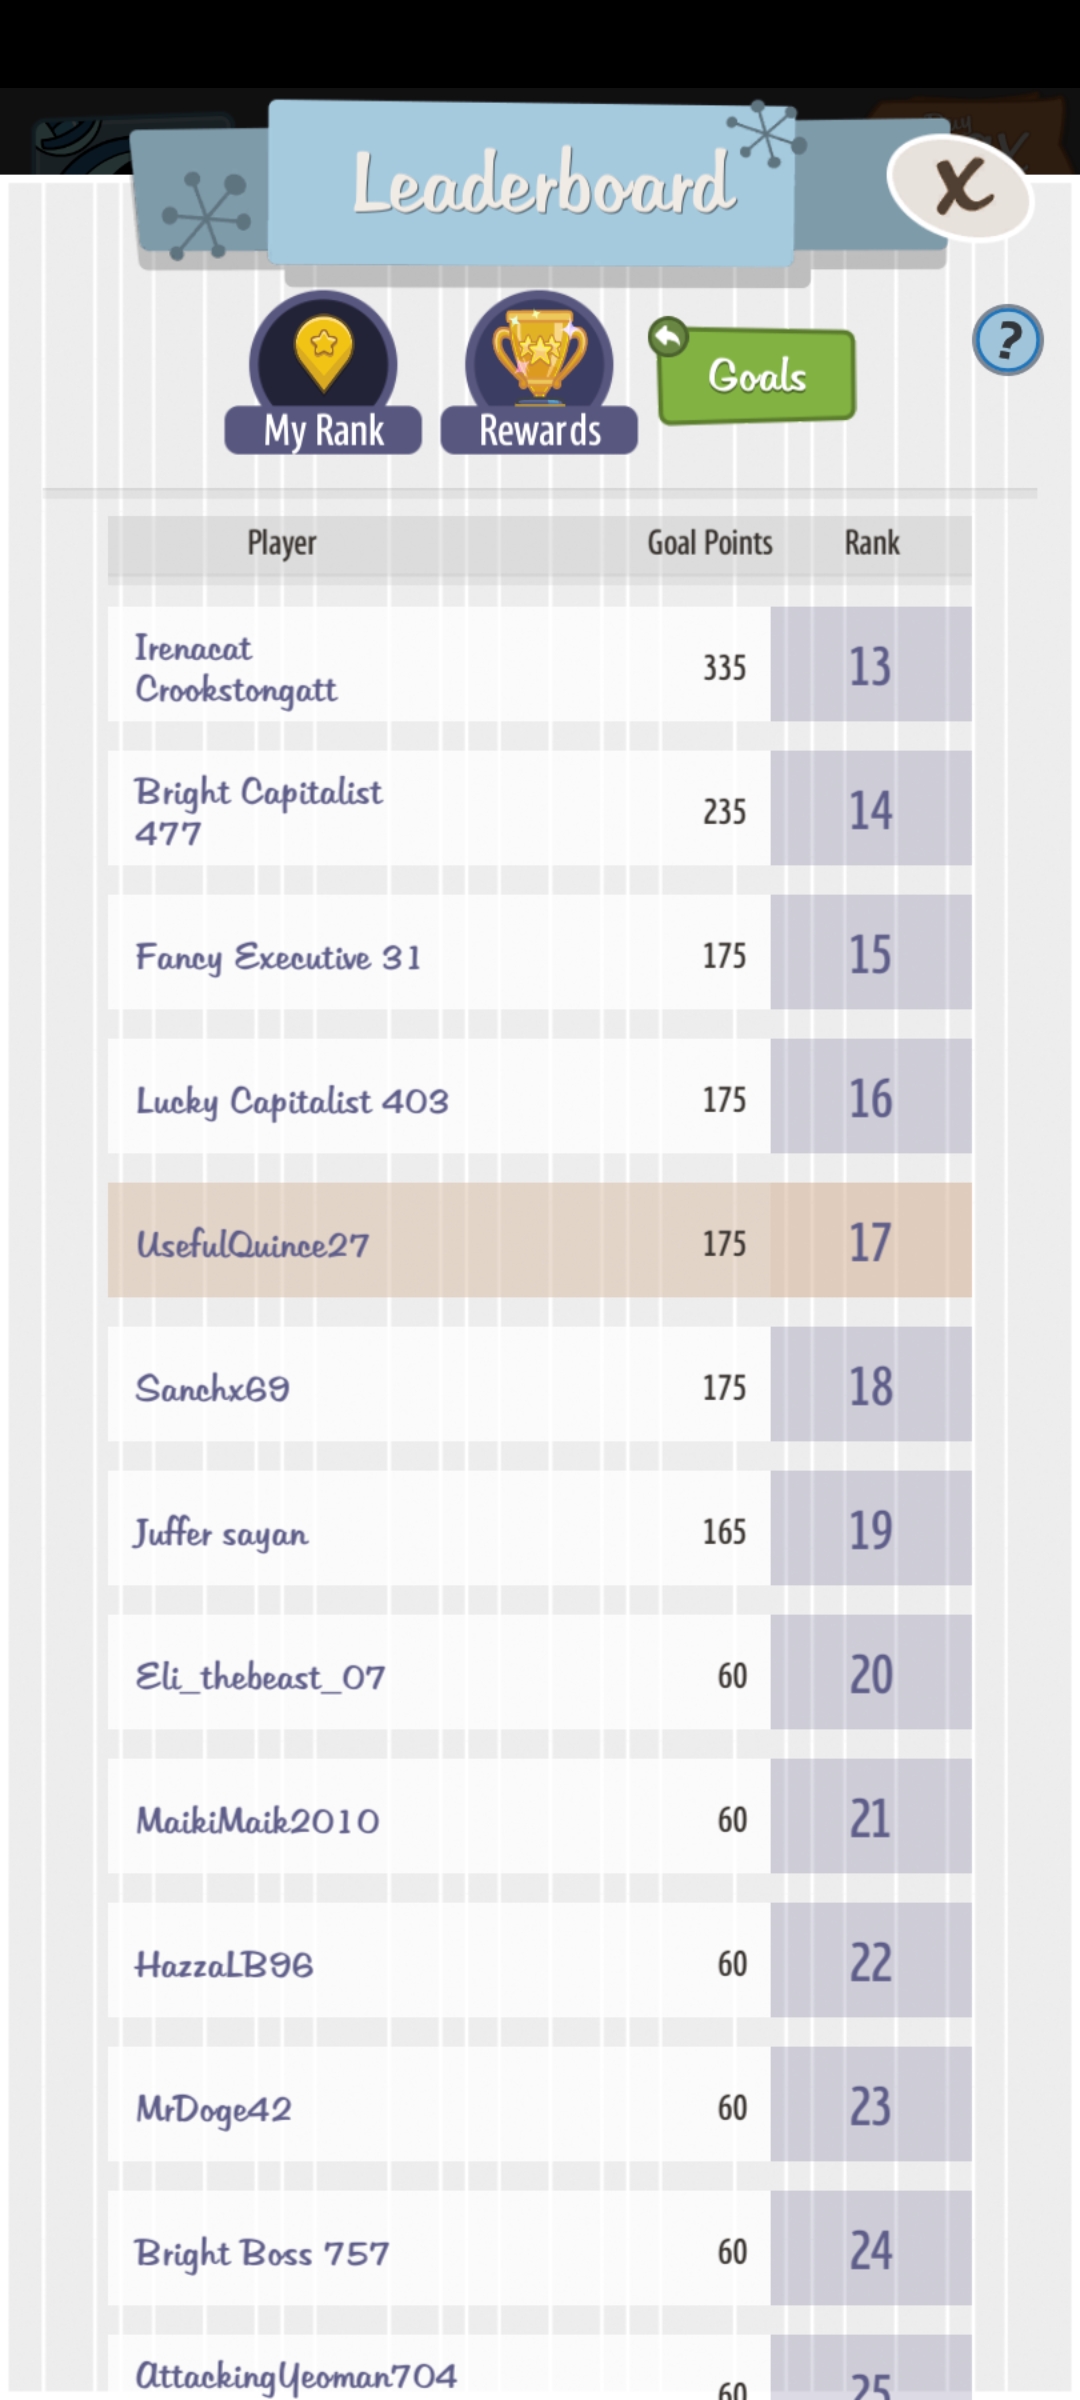 Leaderboard
X
My Rank
Rewards
Goals
?
Player Goal Points Rank
Irenacat
Crookstongatt
335 13
Bright Capitalist
477
235 14
Fancy Executive 31 175 15
Lucky Capitalist 403 175 16
UsefulQuince27 175 17
Sanchx69 175 18
Juffer sayan 165 19
Eli_thebeast_07 60 20
MaikiMaik2010 60 21
HazzaLB96 60 22
MrDoge42 60 23
Bright Boss 757 60 24
AttackingYeoman704
60 25